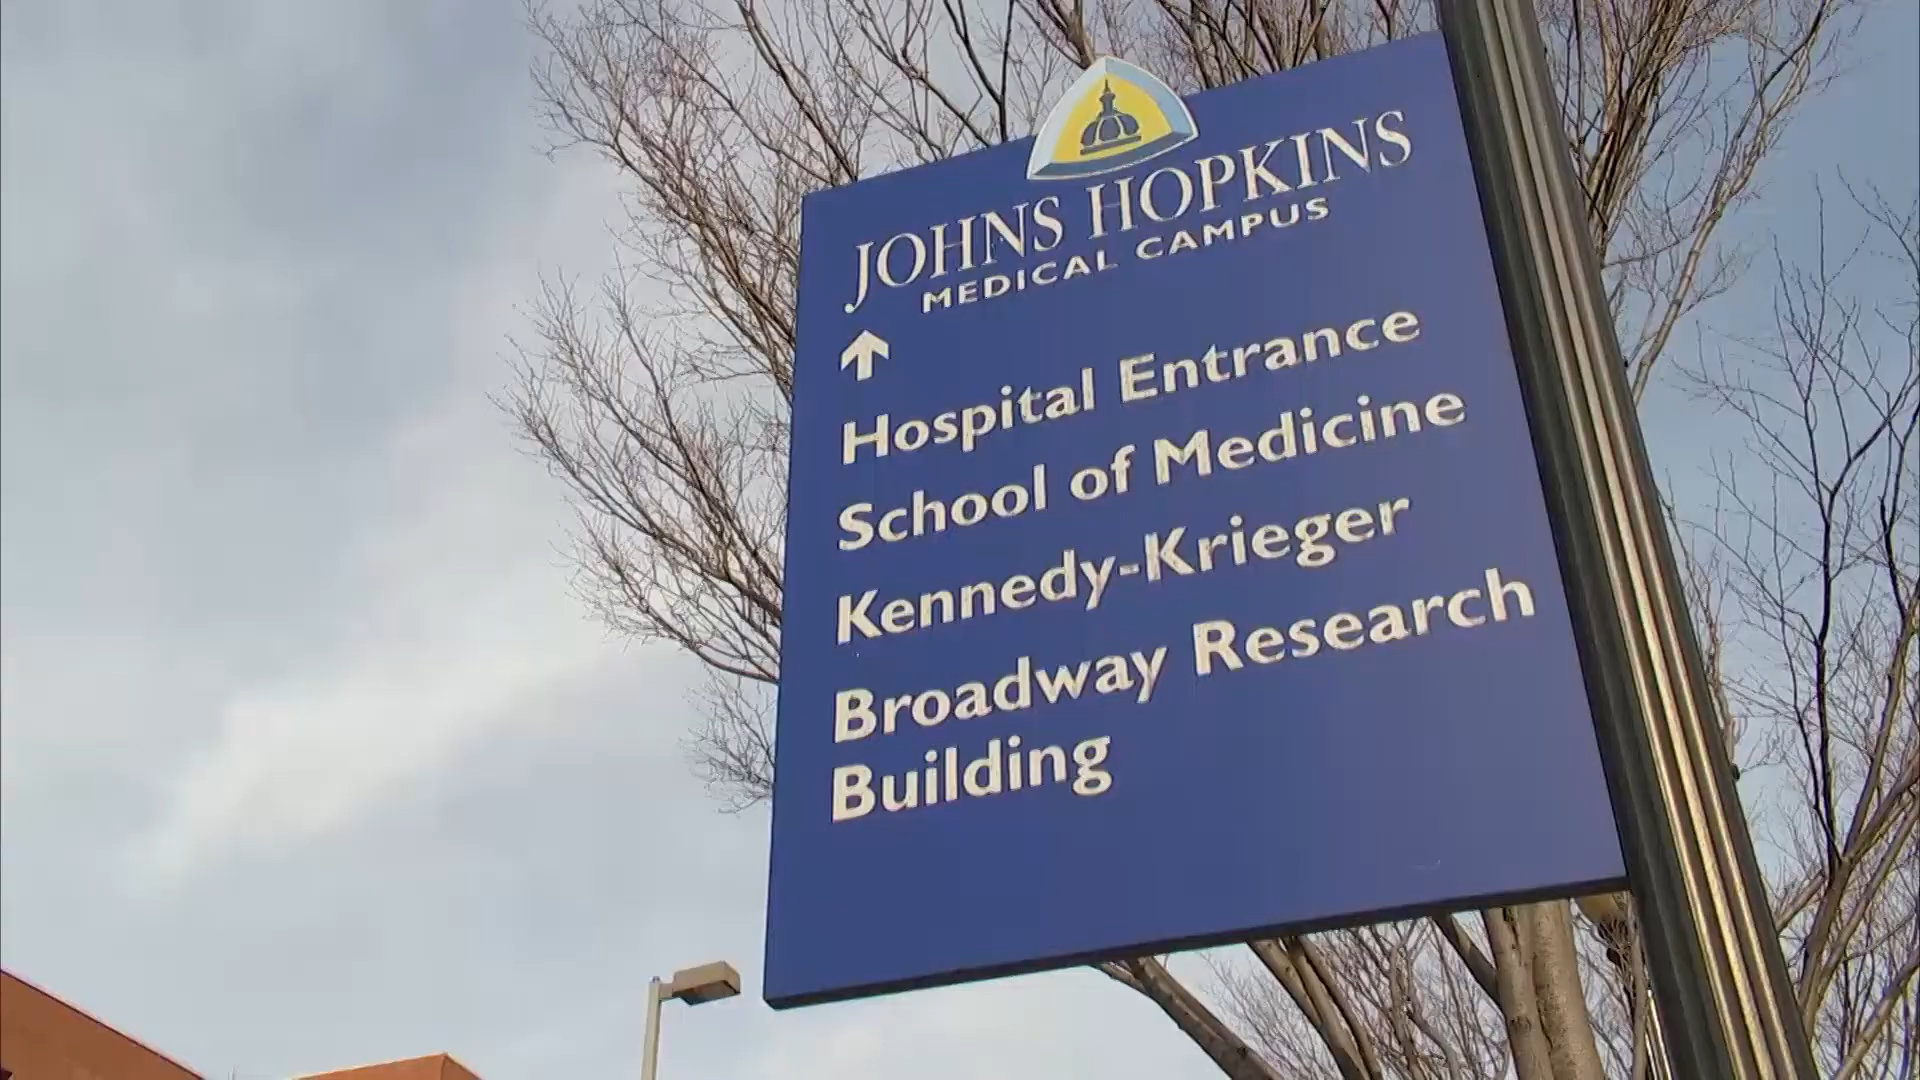 JOHNS HOPKINS
MEDICAL CAMPUS
Hospital Entrance
School of Medicine
Kennedy-Krieger
Broadway Research
Building